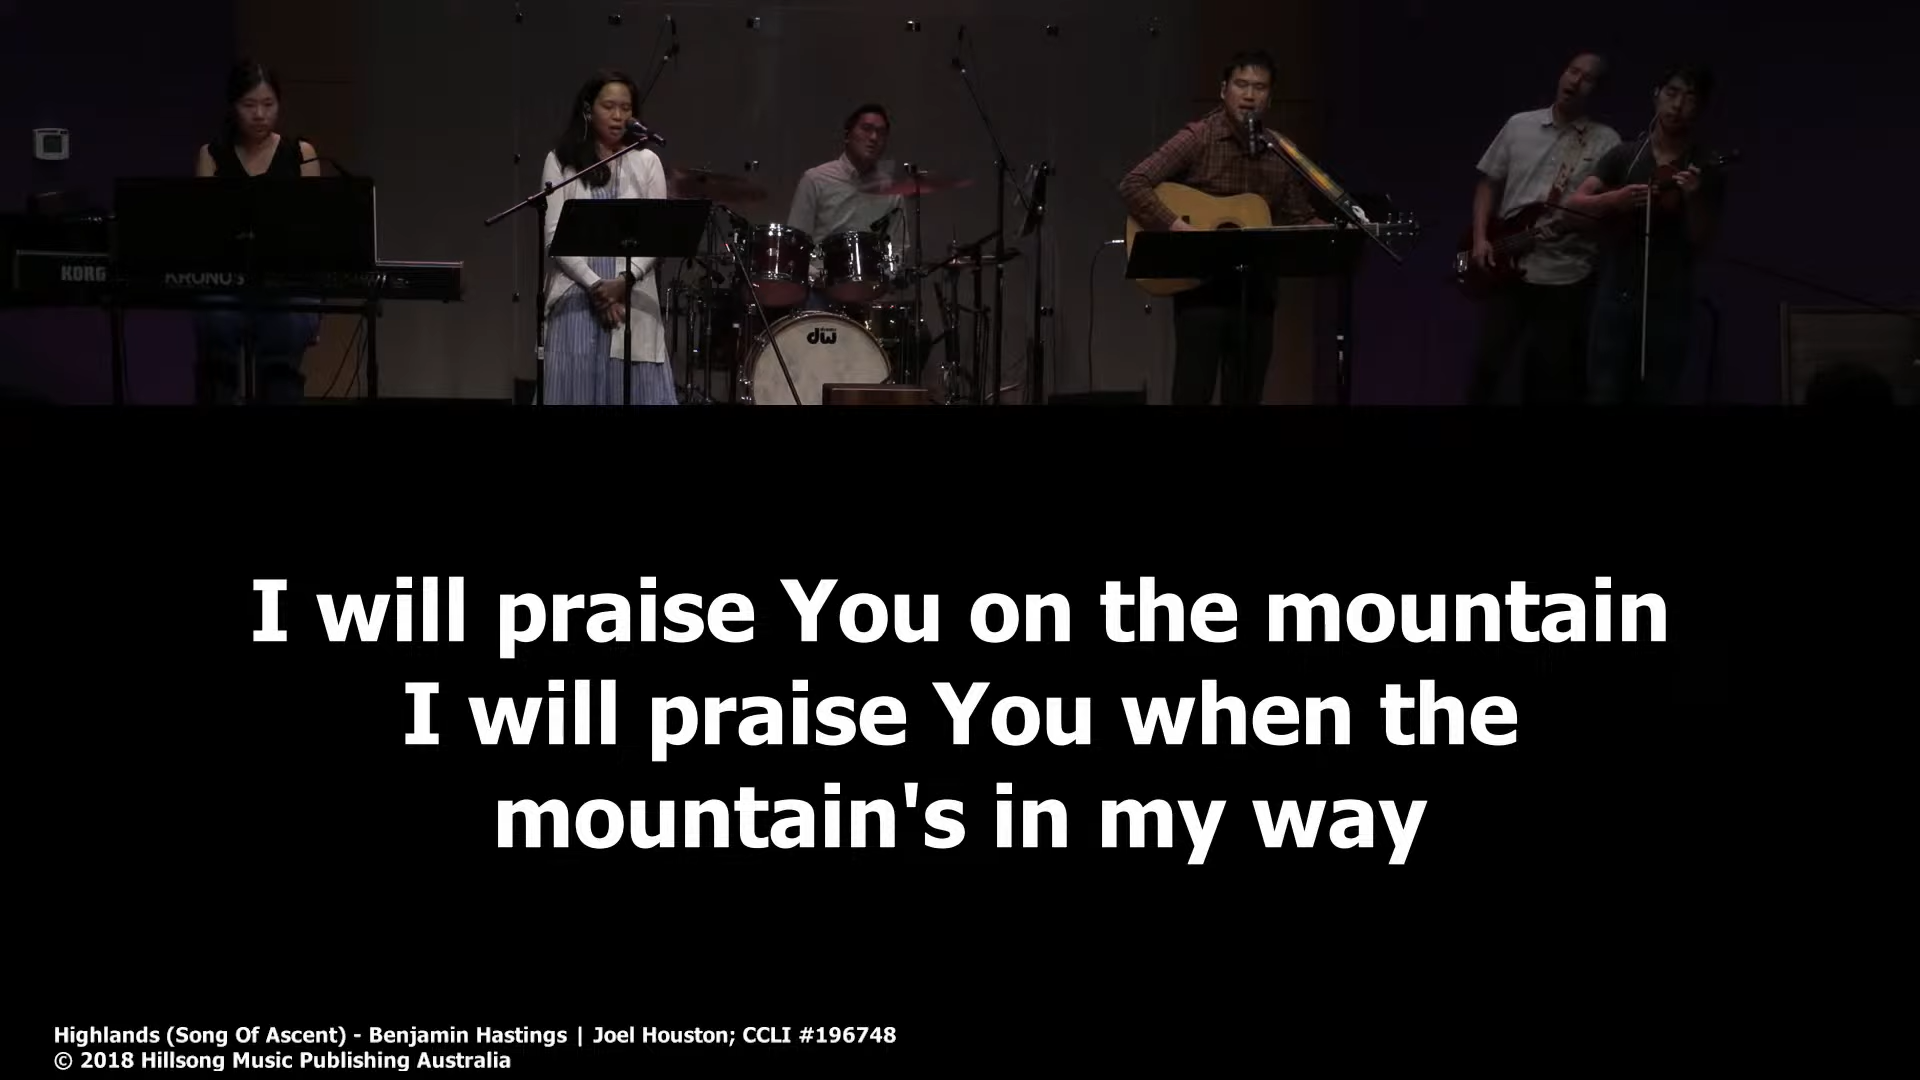 KORG
KRONOS
dw
I will praise You on the mountain
I will praise You when the
mountain's in my way
Highlands (Song Of Ascent) - Benjamin Hastings | Joel Houston; CCLI #196748
© 2018 Hillsong Music Publishing Australia